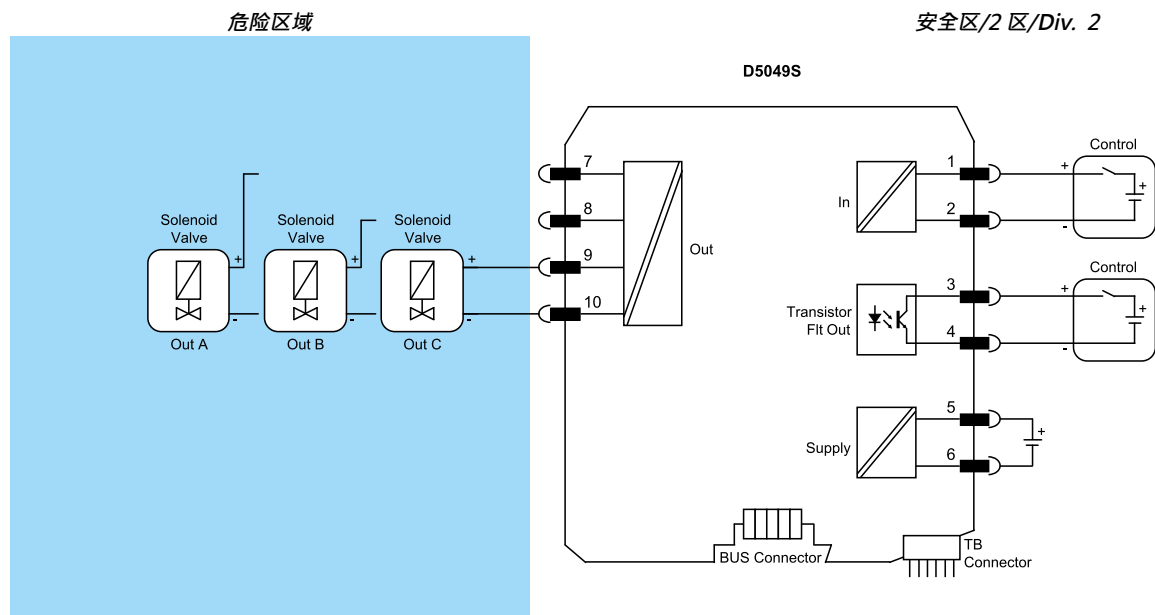 危险区域
安全区/2 区/Div. 2
D5049S
Control
7
1
+
+
In
8
2
-
Solenoid
Valve
Solenoid
Valve
Solenoid
Valve
Out
+
+
+
9
Control
10
3
+
+
Transistor
Flt Out
-
-
-
4
-
Out A
Out B
Out C
5
+
Supply
6
BUS Connector
TB
Connector